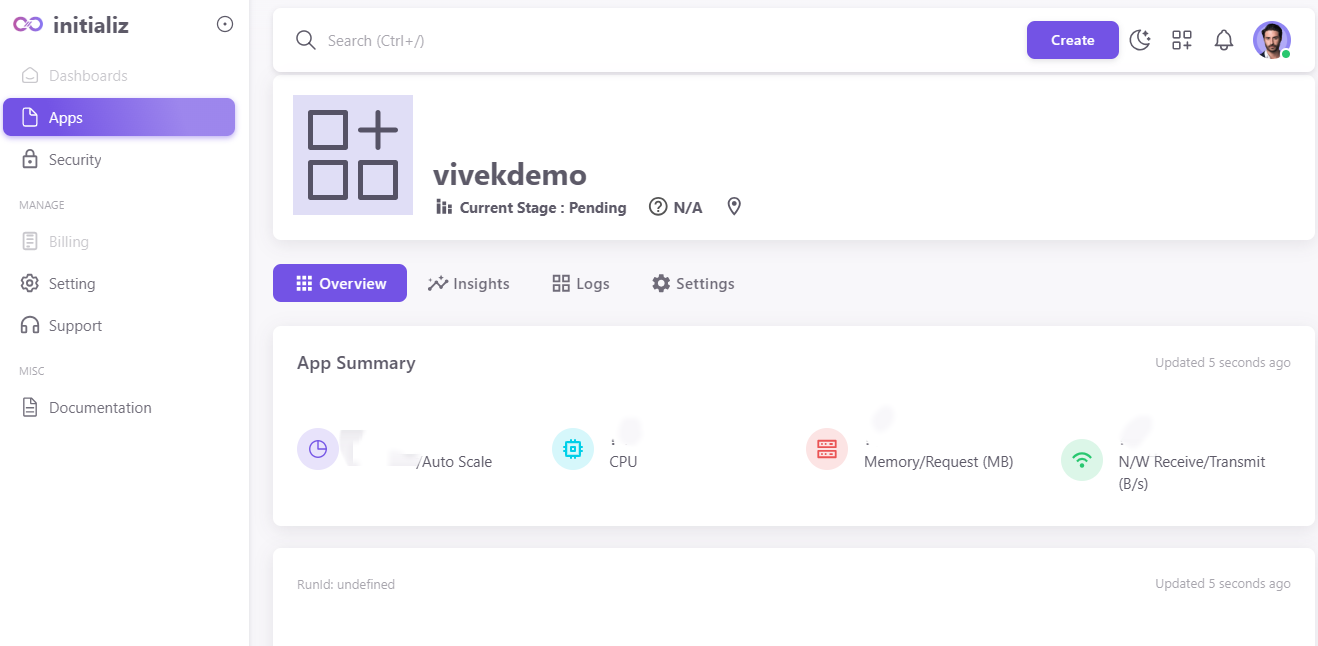 initializ
Dashboards
Apps
Security
MANAGE
Billing
Setting
Support
MISC
Documentation
Search (Ctrl+/)
Create
vivekdemo
Current Stage : Pending
N/A
Overview
Insights
Logs
Settings
App Summary
Updated 5 seconds ago
/Auto Scale
CPU
Memory/Request (MB)
N/W Receive/Transmit
(B/s)
RunId: undefined
Updated 5 seconds ago